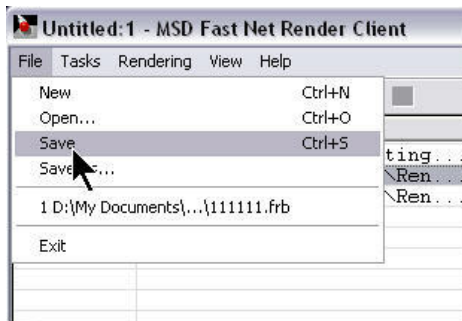 Untitled:1 - MSD Fast Net Render Client
File Tasks Rendering View Help
New Ctrl+N
Open... Ctrl+O
Save Ctrl+S
ting...
\Ren...
\Ren...
1 D:\My Documents\...\111111.frb
Exit